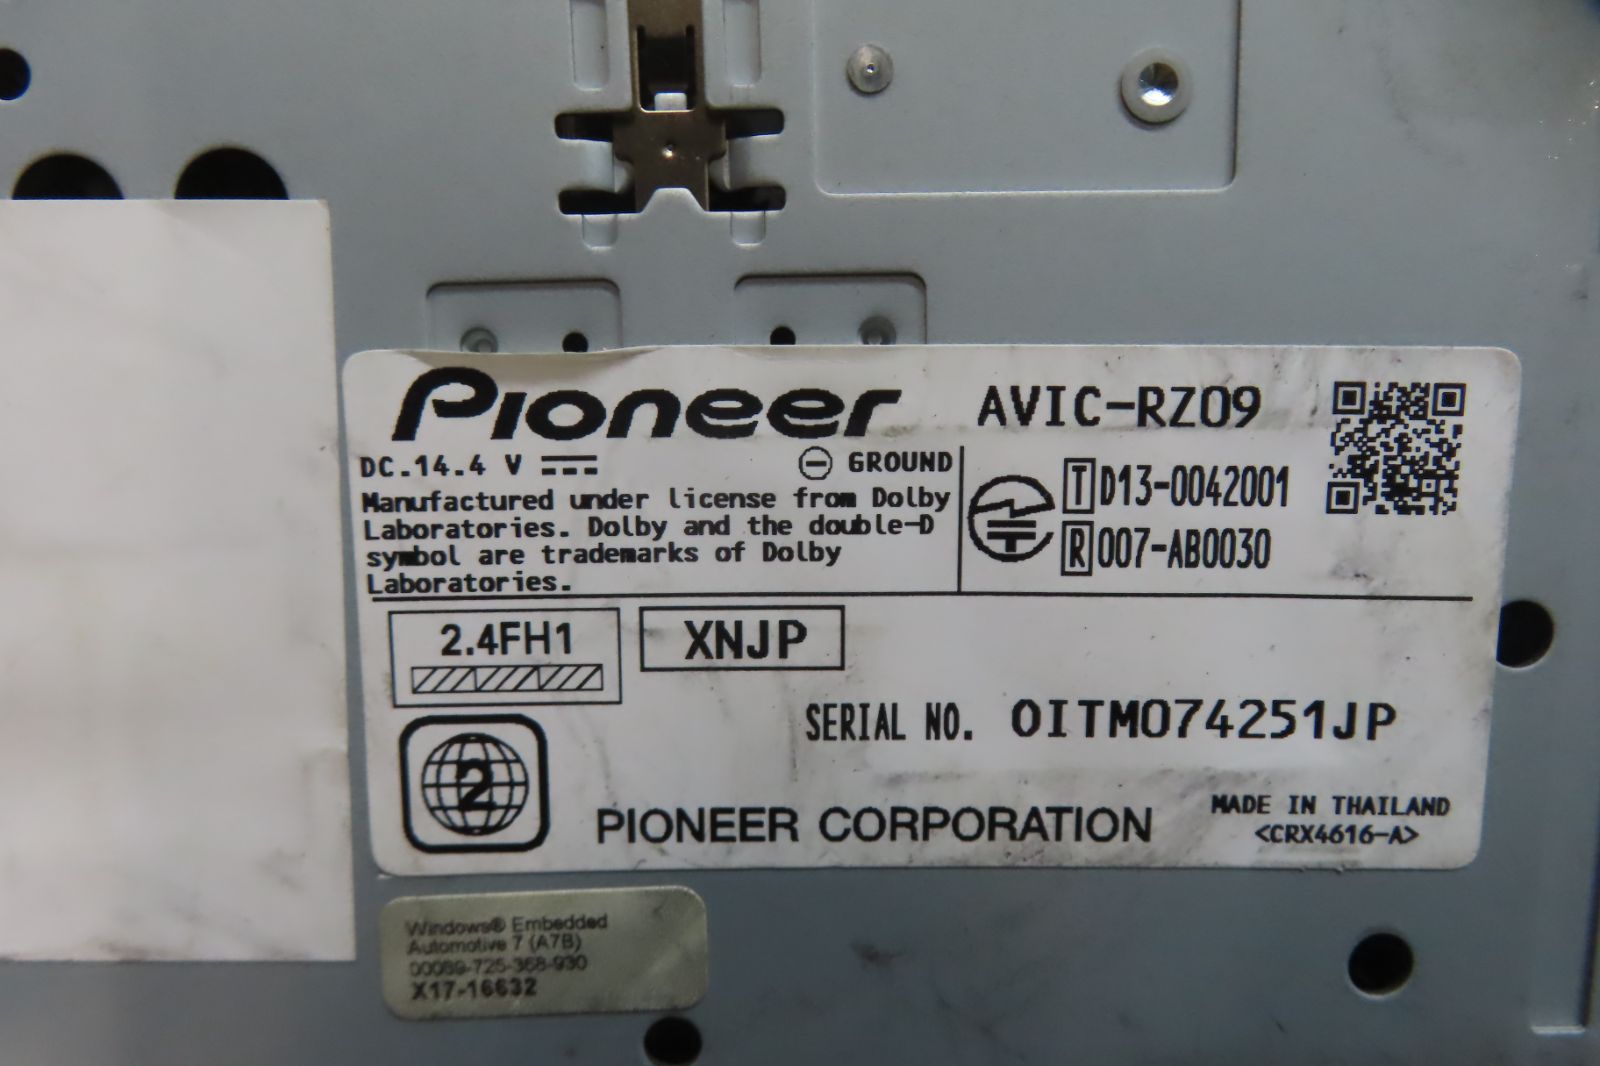 Pioneer AVIC-RZ09
DC.14.4 V ⊖ GROUND
Manufactured under license from Dolby
Laboratories. Dolby and the double-D
symbol are trademarks of Dolby
Laboratories.
T D13-0042001
R 007-AB0030
2.4FH1
XNJP
SERIAL NO. OITM074251JP
2
PIONEER CORPORATION
MADE IN THAILAND
<CRX4616-A>
Windows® Embedded
Automotive 7 (A7B)
00089-725-368-930
X17-16632